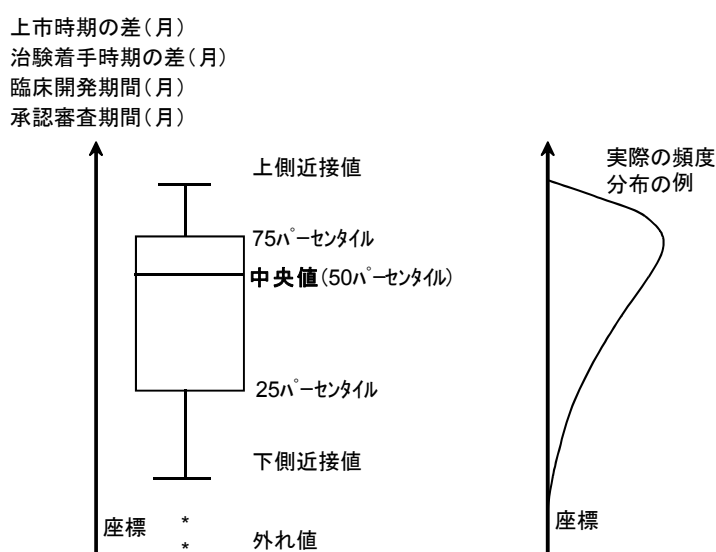 上市時期の差(月)
治験着手時期の差(月)
臨床開発期間(月)
承認審査期間(月)
上側近接値
75ﾊﾟｰｾﾝﾀｲﾙ
中央値(50ﾊﾟｰｾﾝﾀｲﾙ)
25ﾊﾟｰｾﾝﾀｲﾙ
下側近接値
座標
*
*
外れ値
実際の頻度
分布の例
座標